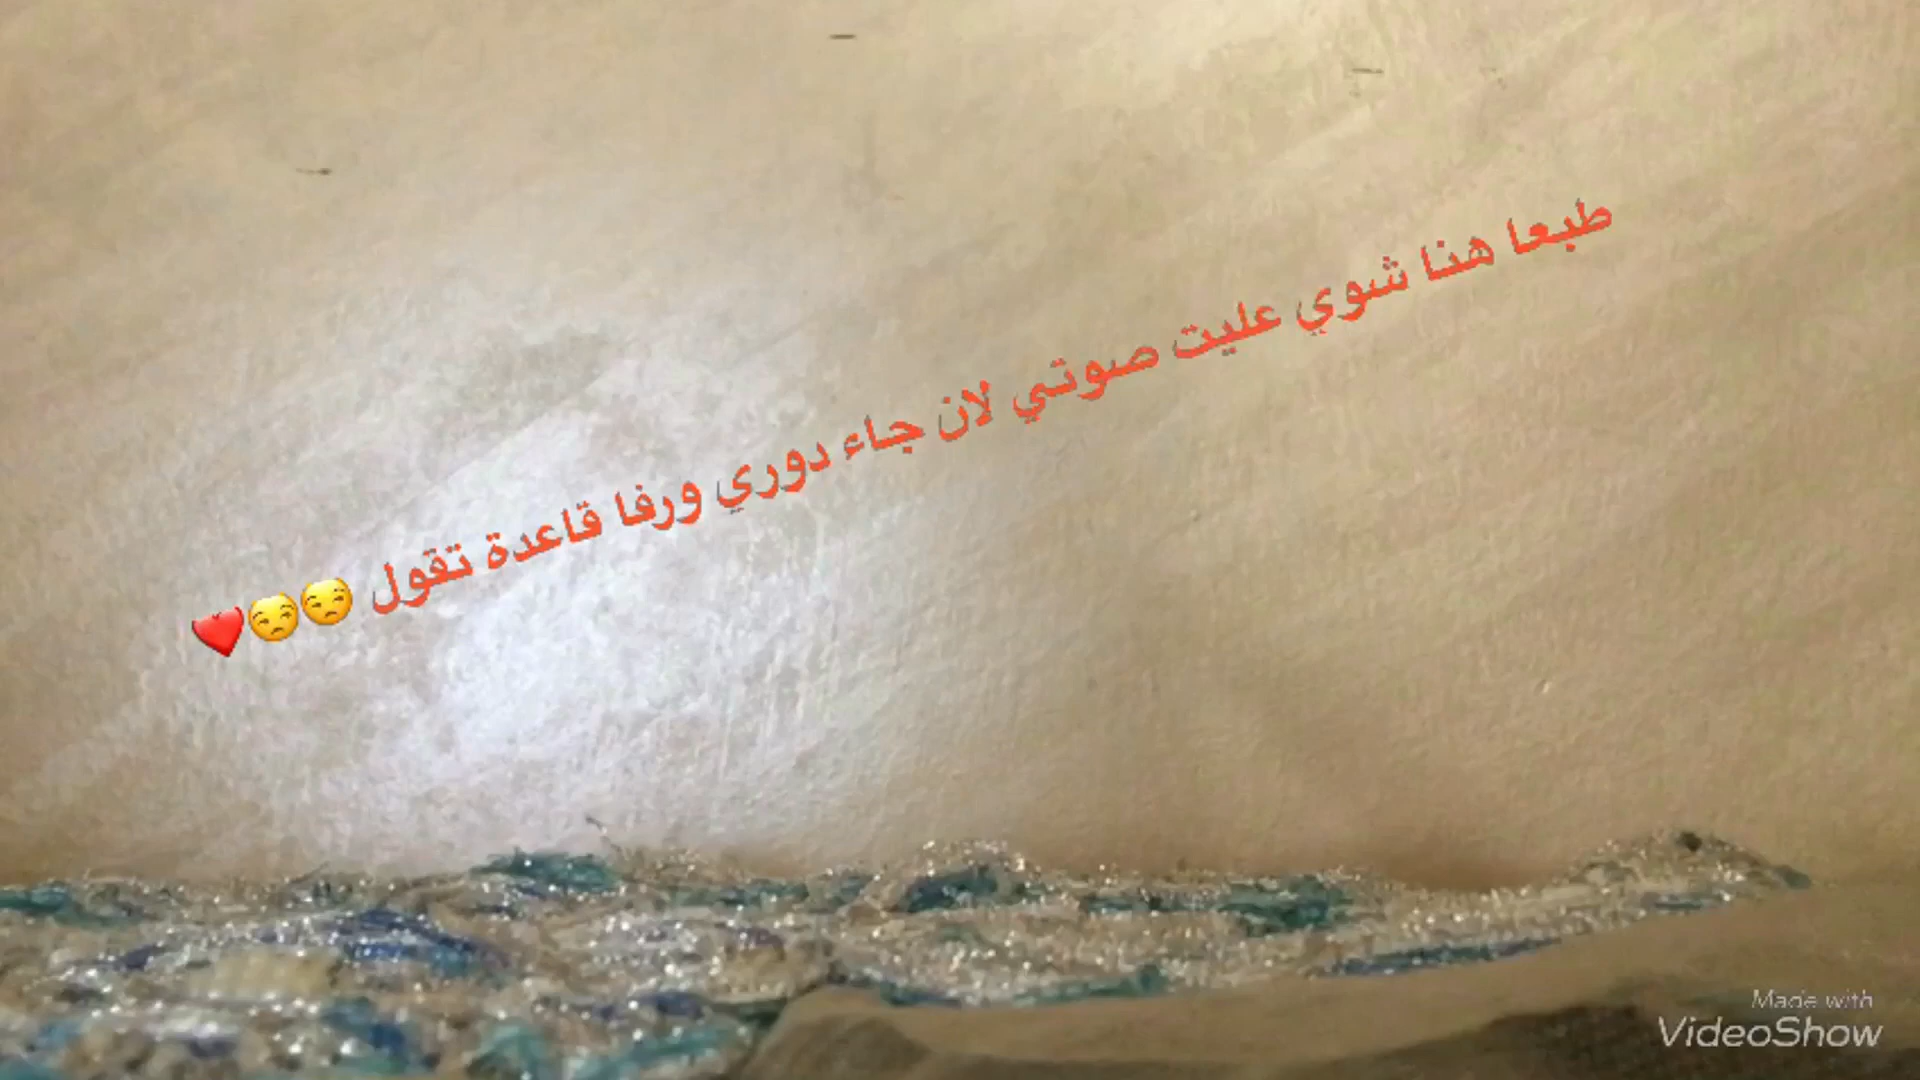 طبعا هنا شوي عليت صوتي لان جاء دوري ورفا قاعدة تقول 😒😒❤️
Made with
VideoShow